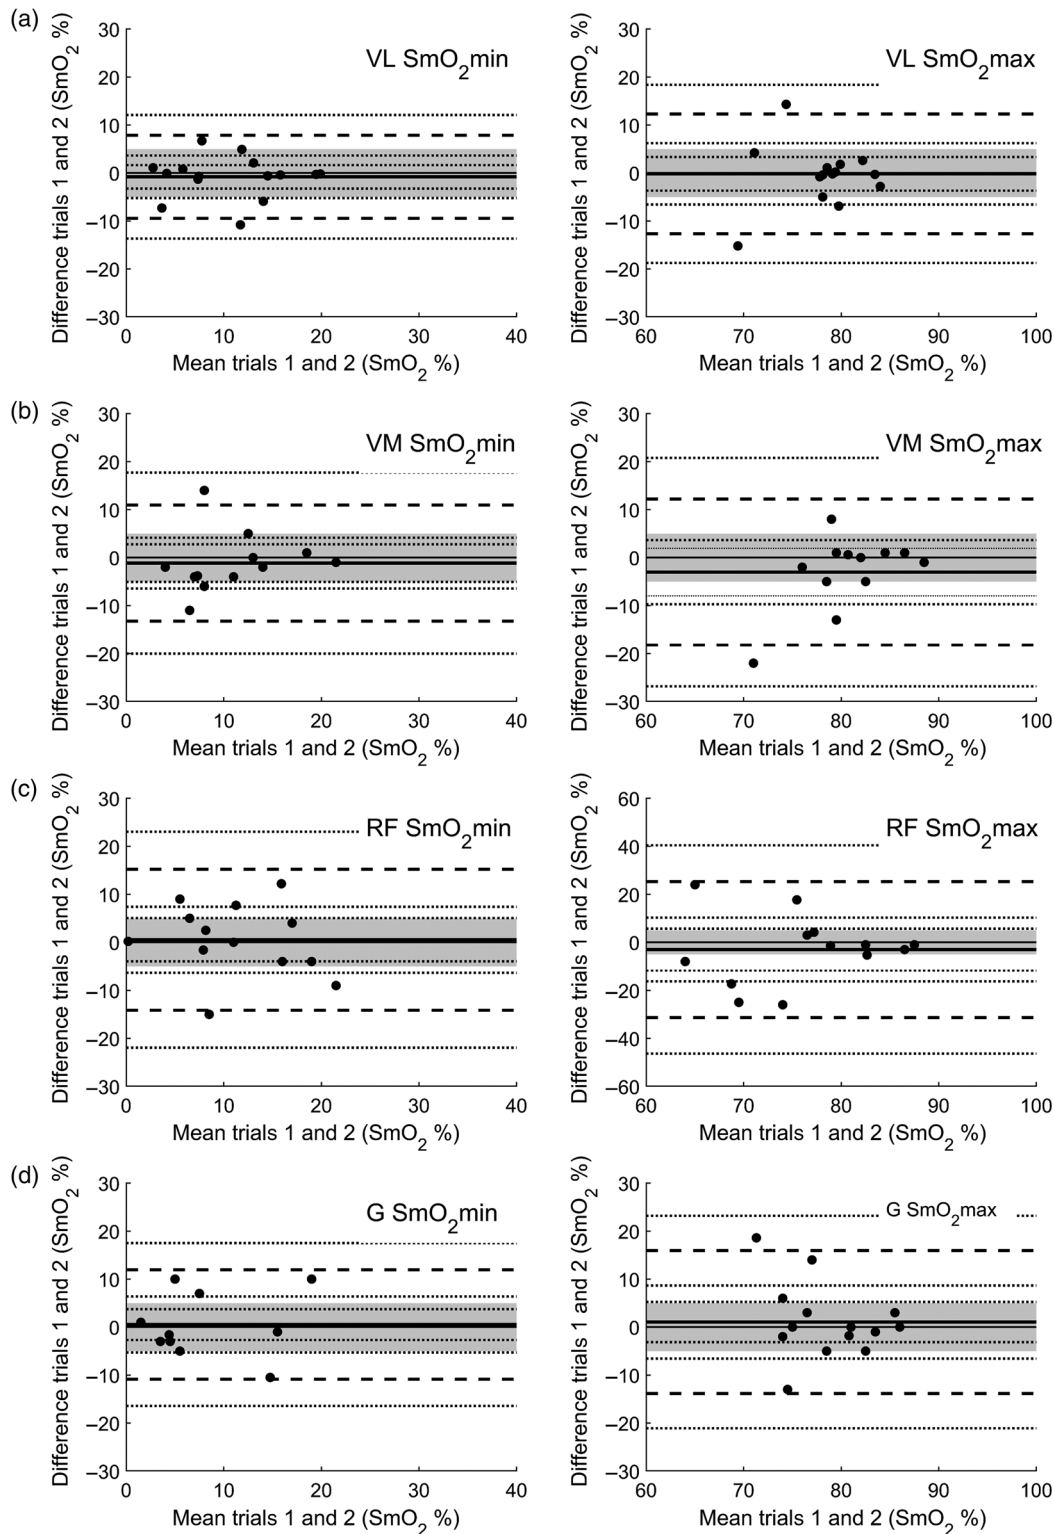 (a)
VL SmO2min
30
20
10
0
–10
–20
–30
Difference trials 1 and 2 (SmO2 %)
0 10 20 30 40
Mean trials 1 and 2 (SmO2 %)
VL SmO2max
30
20
10
0
–10
–20
–30
Difference trials 1 and 2 (SmO2 %)
60 70 80 90 100
Mean trials 1 and 2 (SmO2 %)
(b)
VM SmO2min
30
20
10
0
–10
–20
–30
Difference trials 1 and 2 (SmO2 %)
0 10 20 30 40
Mean trials 1 and 2 (SmO2 %)
VM SmO2max
30
20
10
0
–10
–20
–30
Difference trials 1 and 2 (SmO2 %)
60 70 80 90 100
Mean trials 1 and 2 (SmO2 %)
(c)
RF SmO2min
30
20
10
0
–10
–20
–30
Difference trials 1 and 2 (SmO2 %)
0 10 20 30 40
Mean trials 1 and 2 (SmO2 %)
RF SmO2max
60
40
20
0
–20
–40
–60
Difference trials 1 and 2 (SmO2 %)
60 70 80 90 100
Mean trials 1 and 2 (SmO2 %)
(d)
G SmO2min
30
20
10
0
–10
–20
–30
Difference trials 1 and 2 (SmO2 %)
0 10 20 30 40
Mean trials 1 and 2 (SmO2 %)
G SmO2max
30
20
10
0
–10
–20
–30
Difference trials 1 and 2 (SmO2 %)
60 70 80 90 100
Mean trials 1 and 2 (SmO2 %)